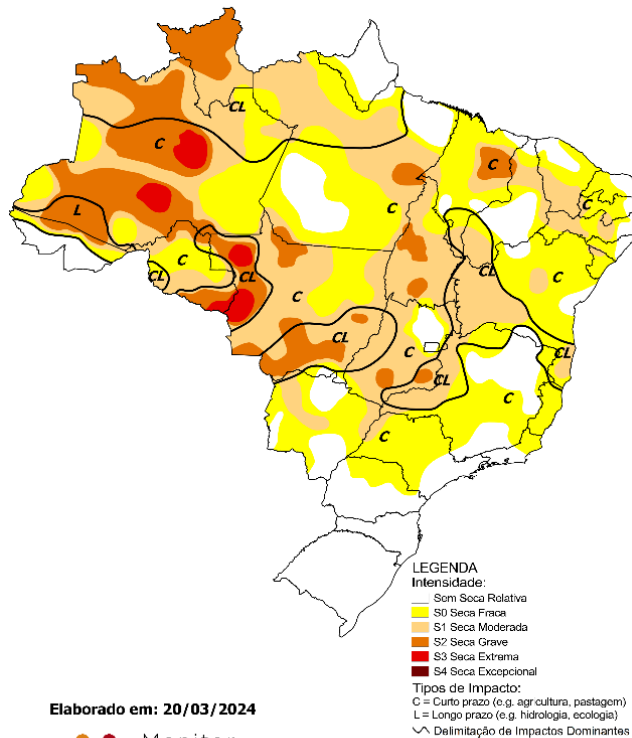 CL
C
C
L
C
C
CL
C
CL
CL
C
C
CL
C
CL
CL
C
C
LEGENDA
Intensidade:
Sem Seca Relativa
S0 Seca Fraca
S1 Seca Moderada
S2 Seca Grave
S3 Seca Extrema
S4 Seca Excepcional
Tipos de Impacto:
C = Curto prazo (e.g. agricultura, pastagem)
L = Longo prazo (e.g. hidrologia, ecologia)
Delimitação de Impactos Dominantes
Elaborado em: 20/03/2024
Monitor